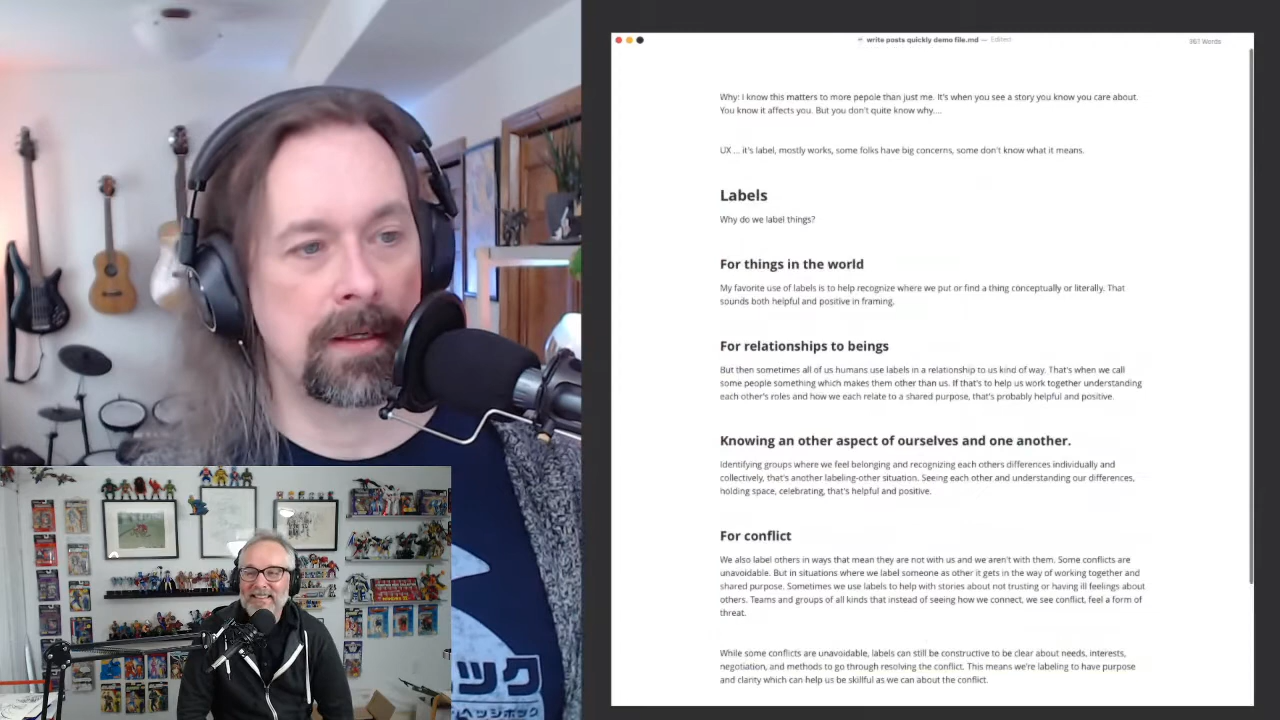 write posts quickly demo file.md — Edited
361 Words
Why: I know this matters to more pepole than just me. It's when you see a story you know you care about.
You know it affects you. But you don't quite know why....
UX ... it's label, mostly works, some folks have big concerns, some don't know what it means.
Labels
Why do we label things?
For things in the world
My favorite use of labels is to help recognize where we put or find a thing conceptually or literally. That
sounds both helpful and positive in framing.
For relationships to beings
But then sometimes all of us humans use labels in a relationship to us kind of way. That's when we call
some people something which makes them other than us. If that's to help us work together understanding
each other's roles and how we each relate to a shared purpose, that's probably helpful and positive.
Knowing an other aspect of ourselves and one another.
Identifying groups where we feel belonging and recognizing each others differences individually and
collectively, that's another labeling-other situation. Seeing each other and understanding our differences,
holding space, celebrating, that's helpful and positive.
For conflict
We also label others in ways that mean they are not with us and we aren't with them. Some conflicts are
unavoidable. But in situations where we label someone as other it gets in the way of working together and
shared purpose. Sometimes we use labels to help with stories about not trusting or having ill feelings about
others. Teams and groups of all kinds that instead of seeing how we connect, we see conflict, feel a form of
threat.
While some conflicts are unavoidable, labels can still be constructive to be clear about needs, interests,
negotiation, and methods to go through resolving the conflict. This means we're labeling to have purpose
and clarity which can help us be skillful as we can about the conflict.